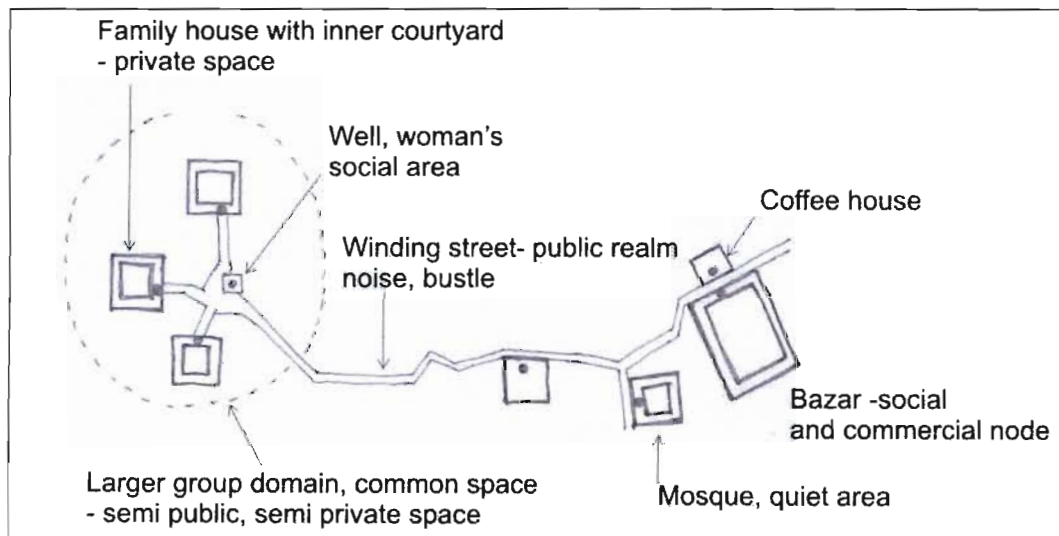 Family house with inner courtyard
- private space
Well, woman's
social area
Coffee house
Winding street- public realm
noise, bustle
Bazar -social
and commercial node
Larger group domain, common space
- semi public, semi private space
Mosque, quiet area